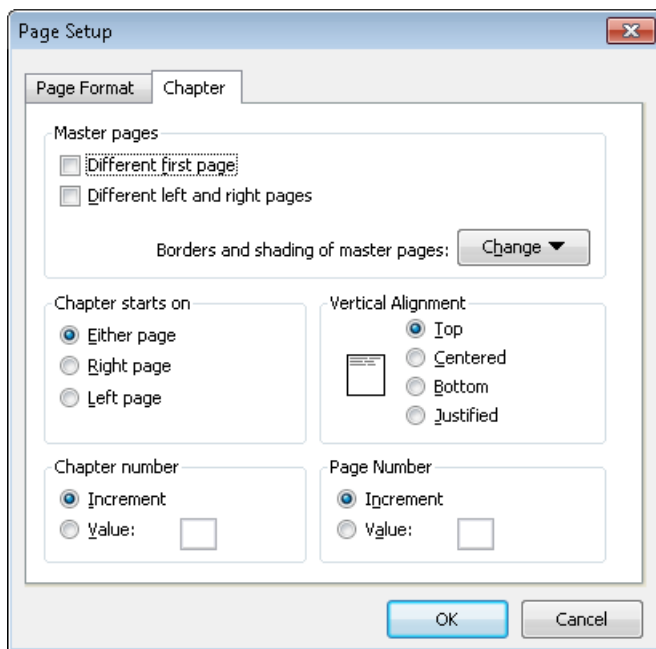 Page Setup
Page Format
Chapter
Master pages
Different first page
Different left and right pages
Borders and shading of master pages:
Change
Chapter starts on
Either page
Right page
Left page
Vertical Alignment
Top
Centered
Bottom
Justified
Chapter number
Increment
Value:
Page Number
Increment
Value:
OK
Cancel